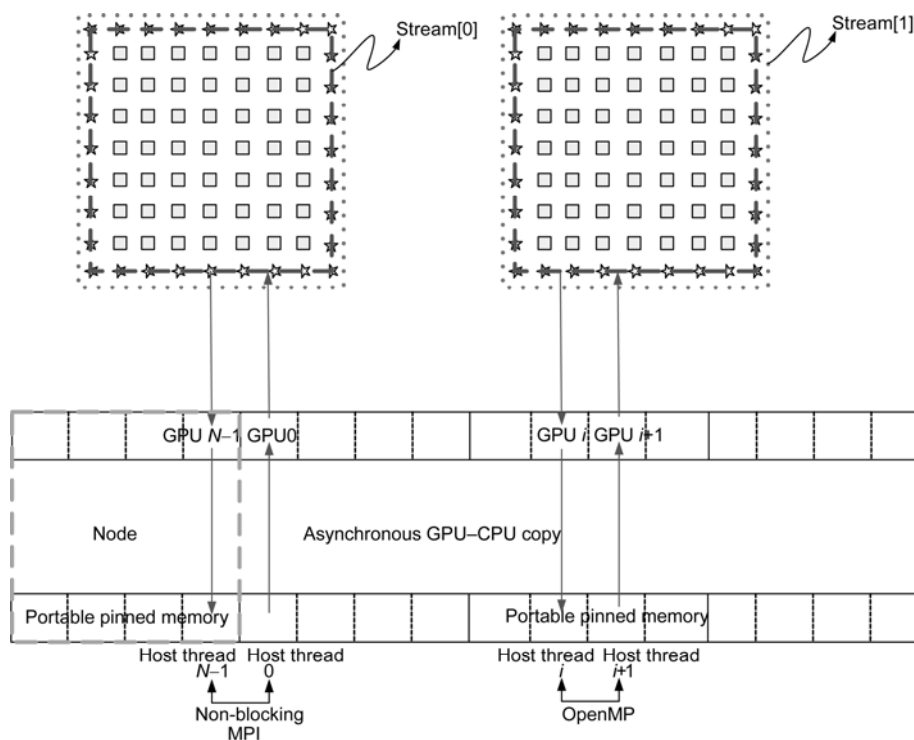 Stream[0]
Stream[1]
GPU N–1 GPU0
GPU i GPU i+1
Node
Asynchronous GPU–CPU copy
Portable pinned memory
Portable pinned memory
Host thread N–1
Host thread 0
Host thread i
Host thread i+1
Non-blocking
MPI
OpenMP